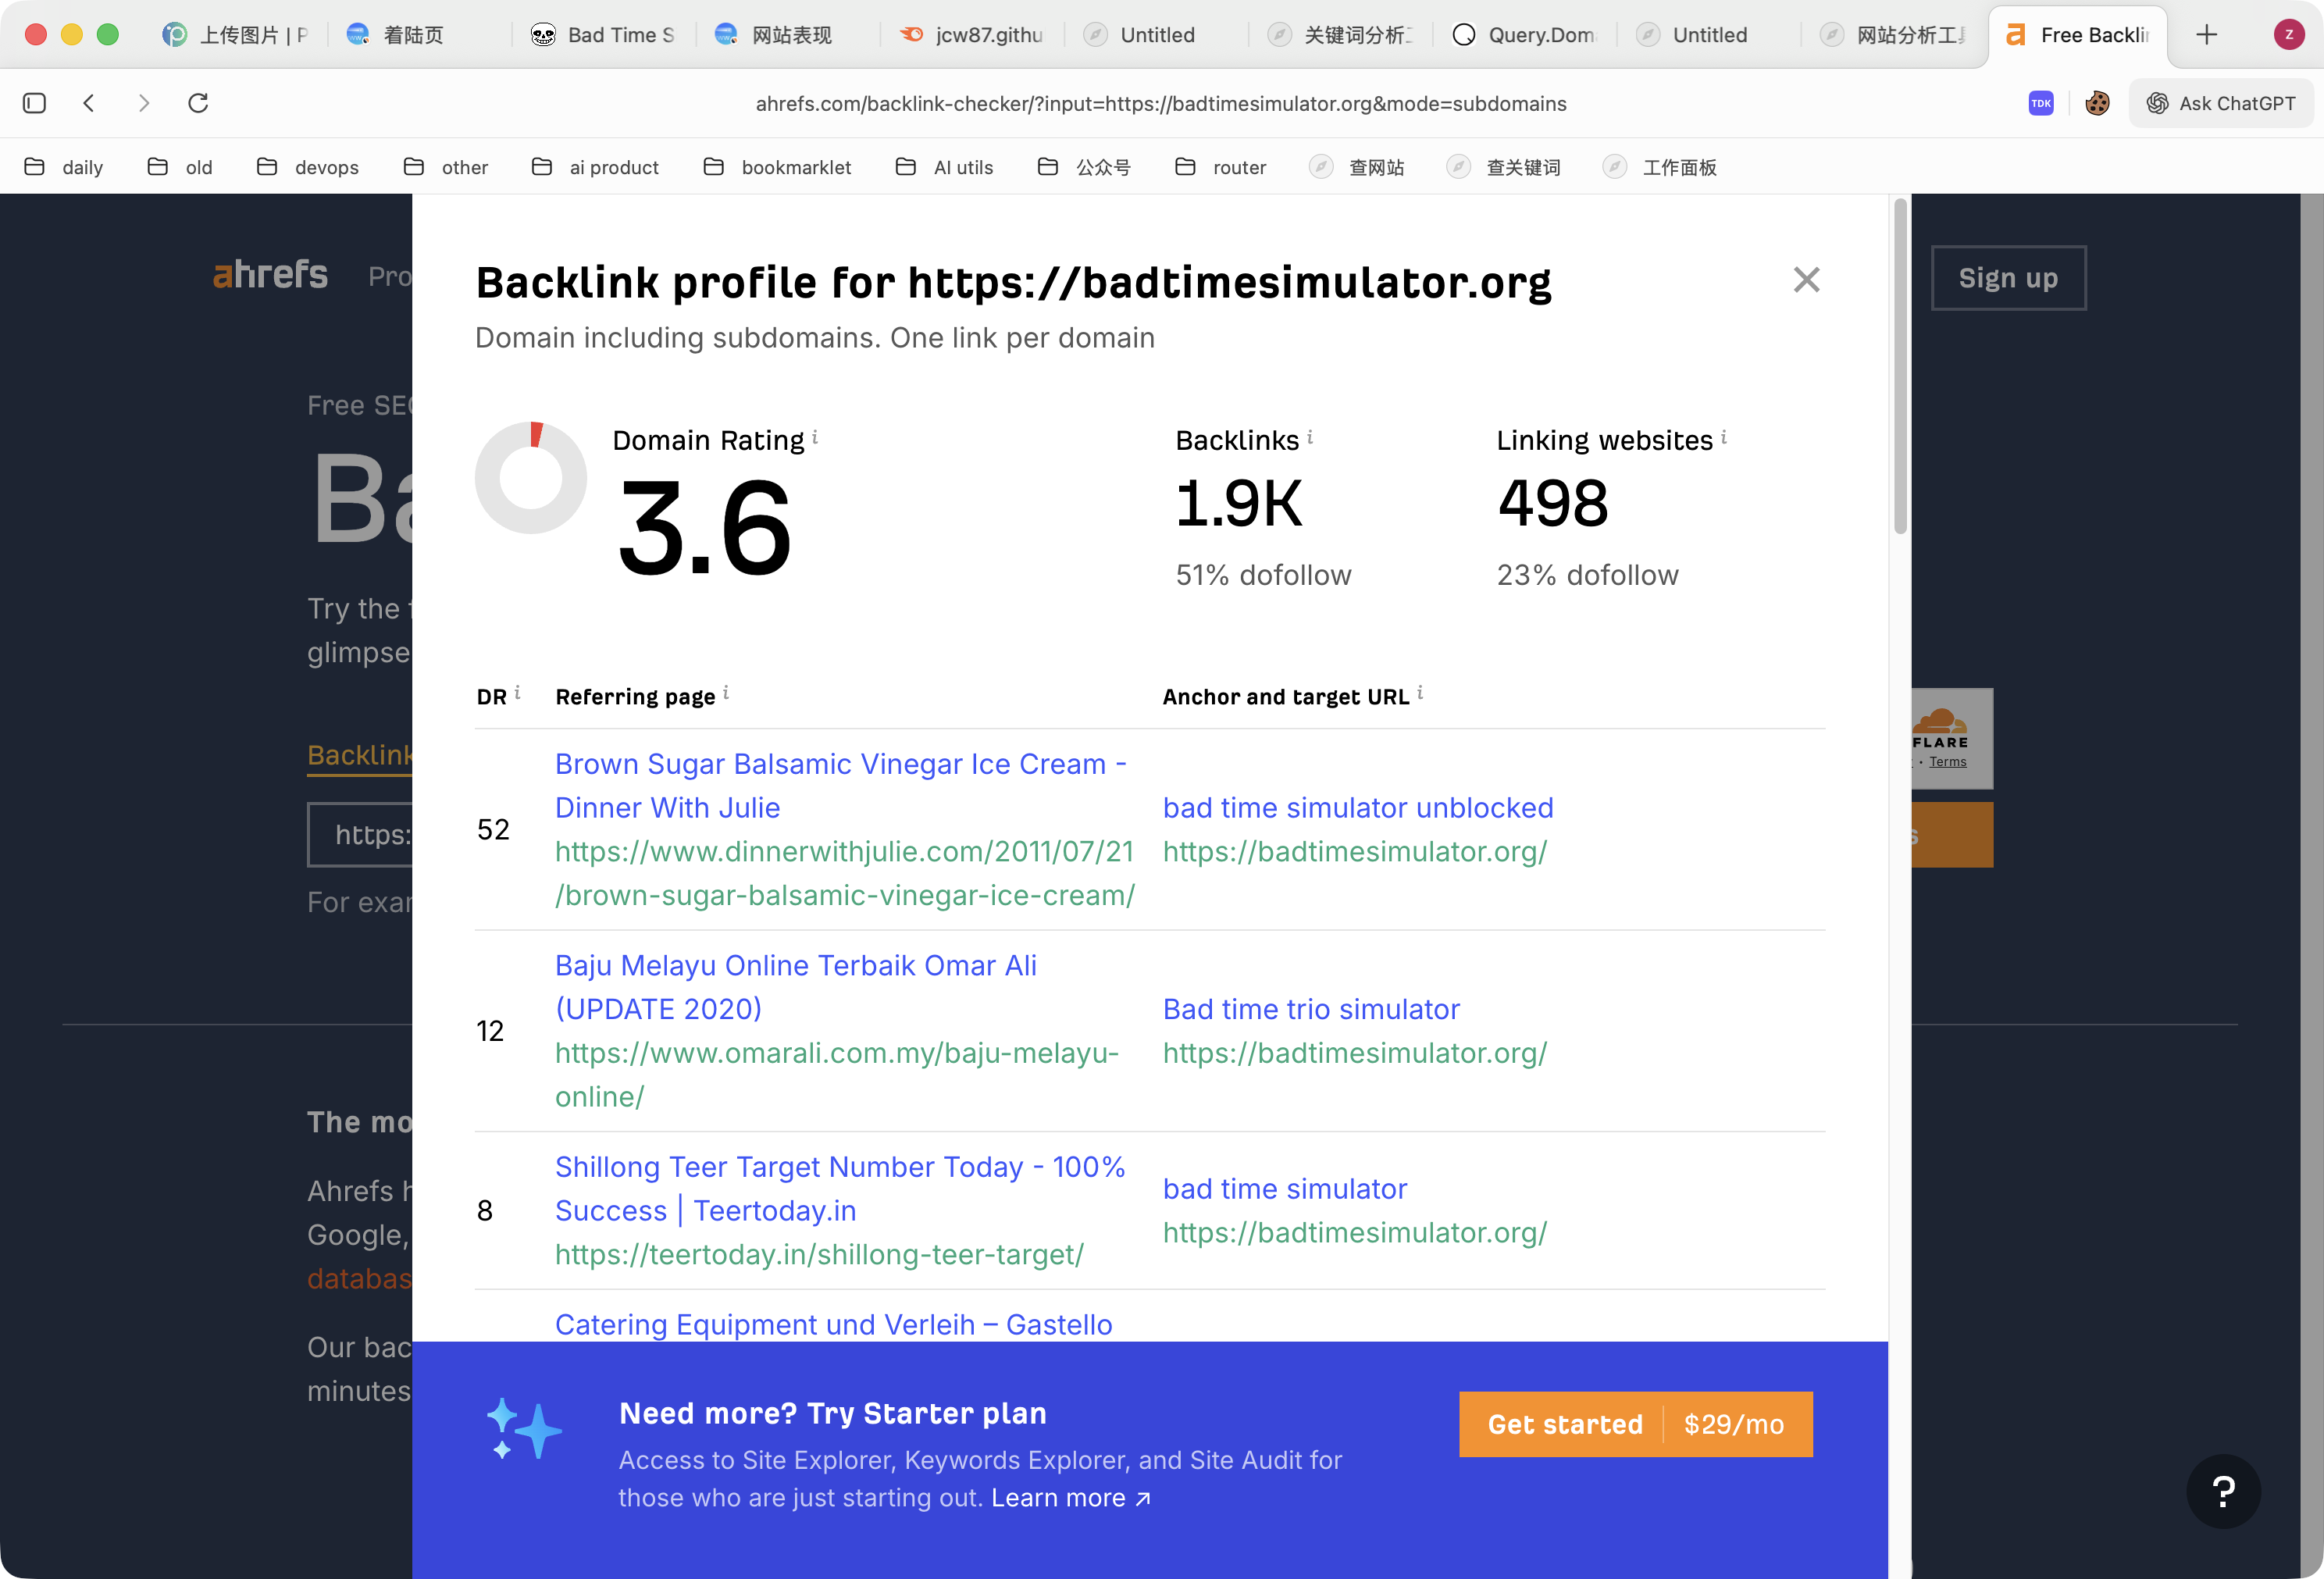 上传图片 | P
着陆页
Bad Time S
网站表现
jcw87.githu
Untitled
关键词分析
Query.Dom
Untitled
网站分析工
Free Backli
Z
ahrefs.com/backlink-checker/?input=https://badtimesimulator.org&mode=subdomains
TDK
Ask ChatGPT
daily
old
devops
other
ai product
bookmarklet
AI utils
公众号
router
查网站
查关键词
工作面板
ahrefs
Pro
Sign up
Free SEO
Ba
Try the f
glimpse
Backlink
https:
For exam
The mo
Ahrefs h
Google,
databas
Our bac
minutes
FLARE
• Terms
s
Backlink profile for https://badtimesimulator.org
Domain including subdomains. One link per domain
Domain Rating i
3.6
Backlinks i
1.9K
51% dofollow
Linking websites i
498
23% dofollow
DR i
Referring page i
Anchor and target URL i
52
Brown Sugar Balsamic Vinegar Ice Cream -
Dinner With Julie
https://www.dinnerwithjulie.com/2011/07/21
/brown-sugar-balsamic-vinegar-ice-cream/
bad time simulator unblocked
https://badtimesimulator.org/
12
Baju Melayu Online Terbaik Omar Ali
(UPDATE 2020)
https://www.omarali.com.my/baju-melayu-
online/
Bad time trio simulator
https://badtimesimulator.org/
8
Shillong Teer Target Number Today - 100%
Success | Teertoday.in
https://teertoday.in/shillong-teer-target/
bad time simulator
https://badtimesimulator.org/
Catering Equipment und Verleih – Gastello
Need more? Try Starter plan
Access to Site Explorer, Keywords Explorer, and Site Audit for
those who are just starting out. Learn more ↗
Get started
$29/mo
?